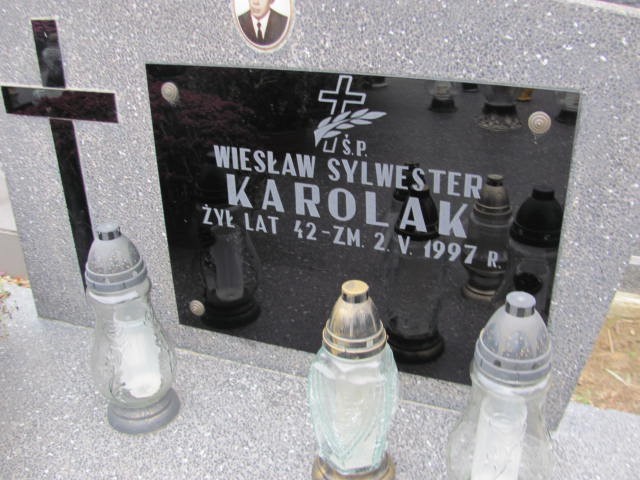 Ś.P.
WIESŁAW SYLWESTER
KAROLAK
ŻYŁ LAT 42-ZM. 2.V. 1997 R.